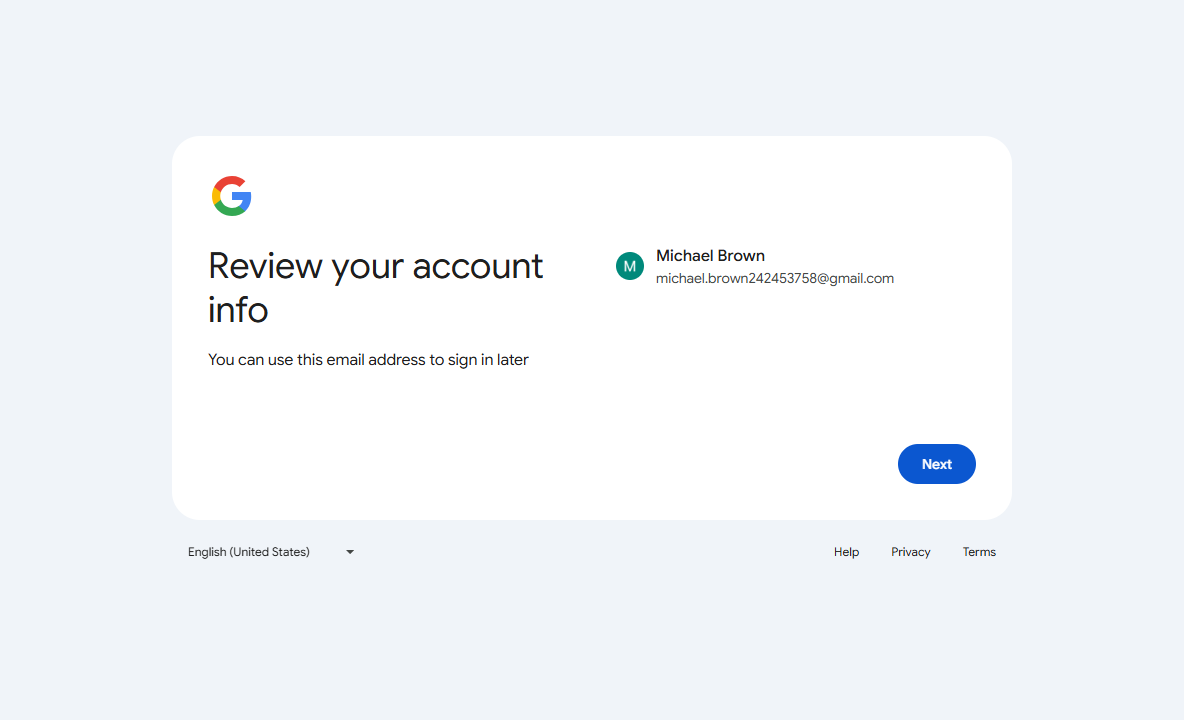 Review your account
info
You can use this email address to sign in later
M
Michael Brown
michael.brown242453758@gmail.com
Next
English (United States)
Help
Privacy
Terms